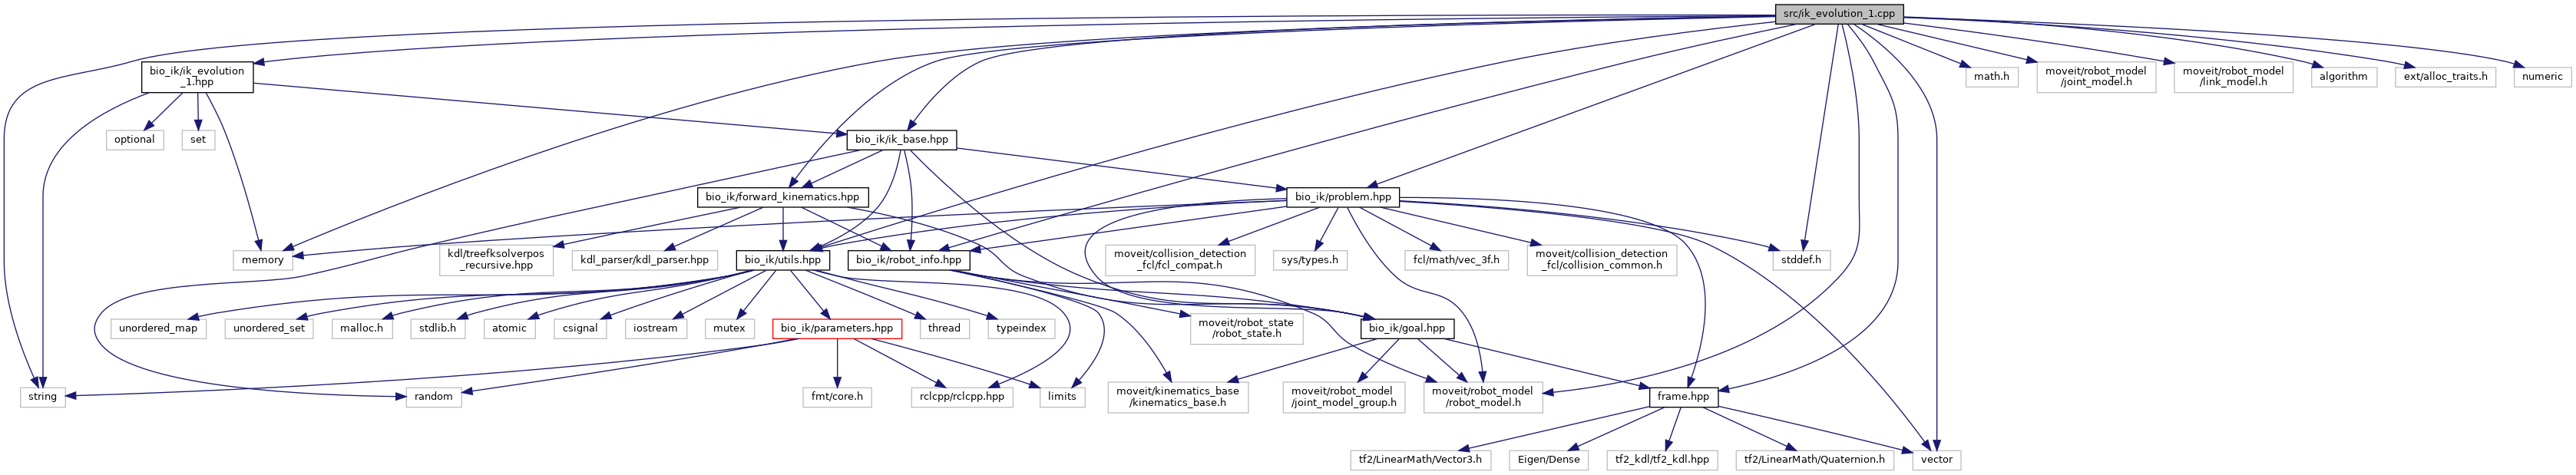 src/ik_evolution_1.cpp
bio_ik/ik_evolution
_1.hpp
math.h
moveit/robot_model
/joint_model.h
moveit/robot_model
/link_model.h
algorithm
ext/alloc_traits.h
numeric
optional
set
bio_ik/ik_base.hpp
bio_ik/forward_kinematics.hpp
bio_ik/problem.hpp
memory
kdl/treefksolverpos
_recursive.hpp
kdl_parser/kdl_parser.hpp
bio_ik/utils.hpp
bio_ik/robot_info.hpp
moveit/collision_detection
_fcl/fcl_compat.h
sys/types.h
fcl/math/vec_3f.h
moveit/collision_detection
_fcl/collision_common.h
stddef.h
unordered_map
unordered_set
malloc.h
stdlib.h
atomic
csignal
iostream
mutex
bio_ik/parameters.hpp
thread
typeindex
moveit/robot_state
/robot_state.h
bio_ik/goal.hpp
string
random
fmt/core.h
rclcpp/rclcpp.hpp
limits
moveit/kinematics_base
/kinematics_base.h
moveit/robot_model
/joint_model_group.h
moveit/robot_model
/robot_model.h
frame.hpp
tf2/LinearMath/Vector3.h
Eigen/Dense
tf2_kdl/tf2_kdl.hpp
tf2/LinearMath/Quaternion.h
vector